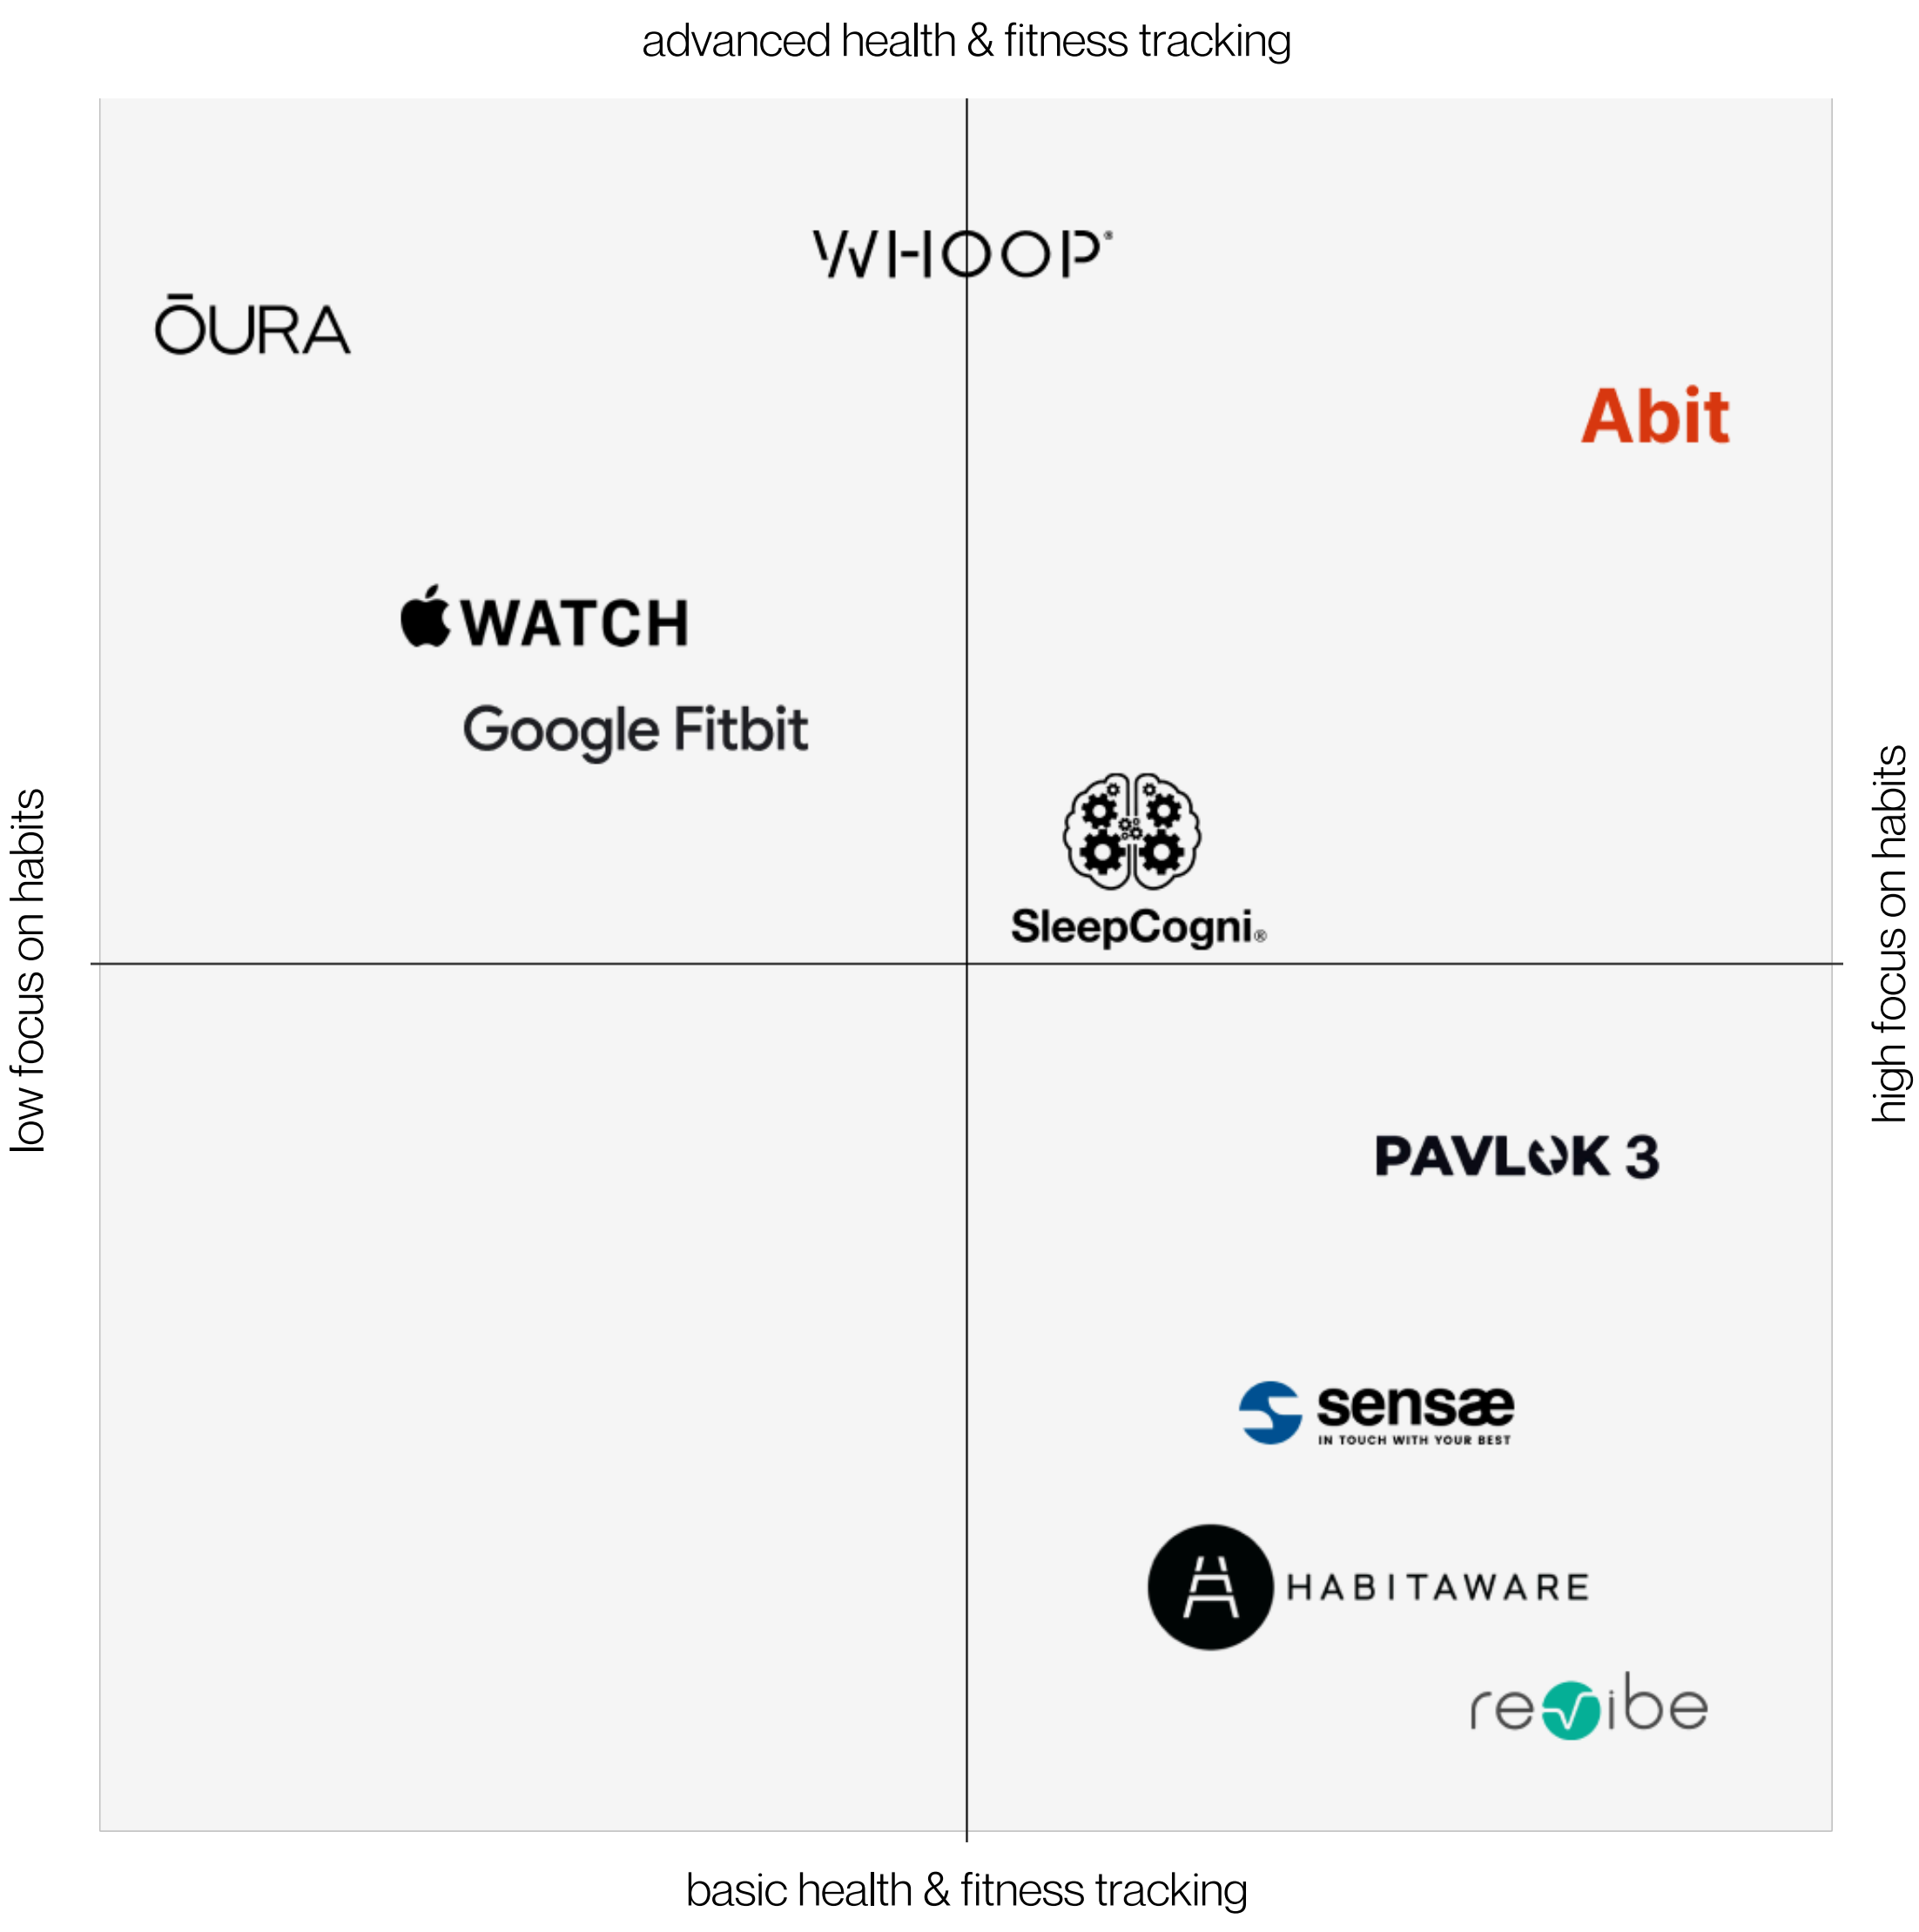 advanced health & fitness tracking
WHOOP®
ŌURA
Abit
WATCH
Google Fitbit
low focus on habits
high focus on habits
SleepCogni®
PAVLOK 3
sensæ
IN TOUCH WITH YOUR BEST
HABITAWARE
revibe
basic health & fitness tracking